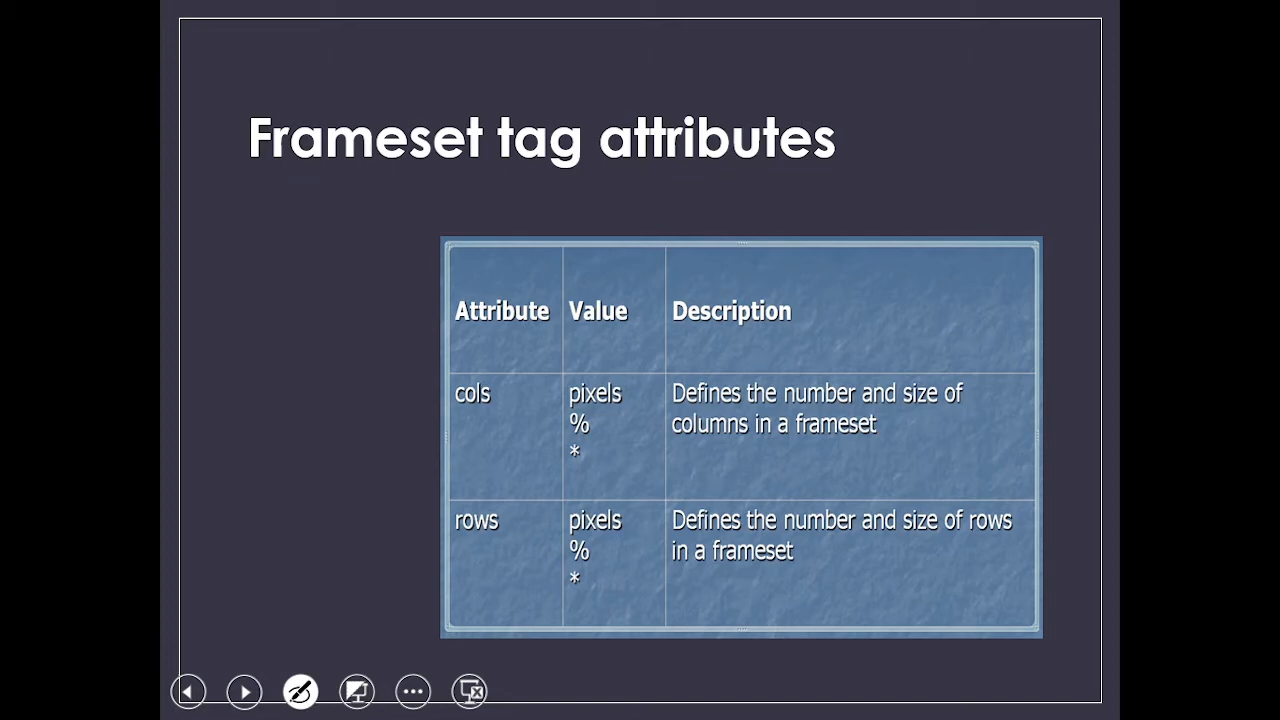 Frameset tag attributes
Attribute Value Description
cols pixels Defines the number and size of
% columns in a frameset
*
rows pixels Defines the number and size of rows
% in a frameset
*